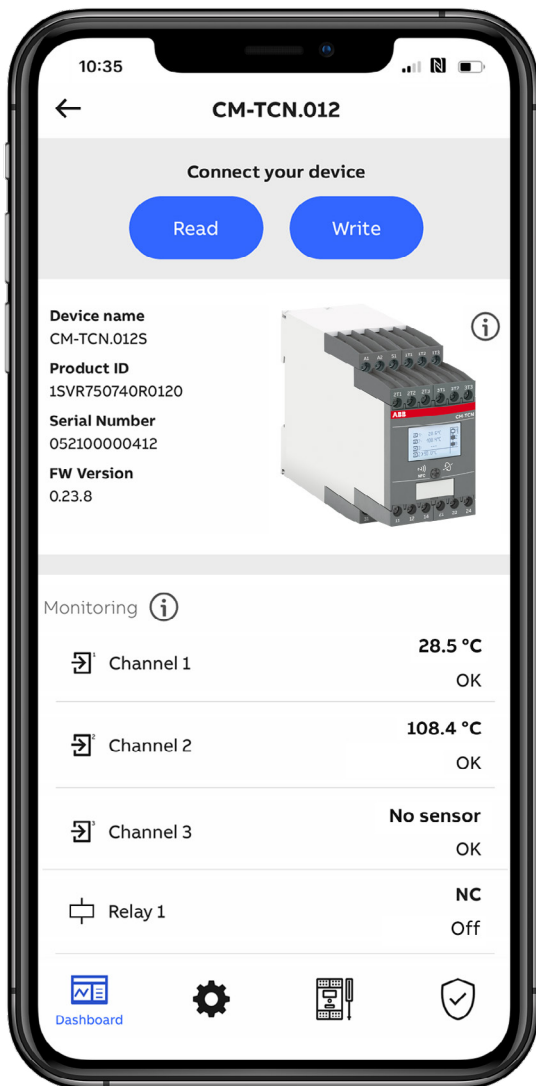 10:35
CM-TCN.012
Connect your device
Read
Write
Device name
CM-TCN.012S
Product ID
1SVR750740R0120
Serial Number
052100000412
FW Version
0.23.8
ABB
CM-TCN
Monitoring
Channel 1
28.5 °C
OK
Channel 2
108.4 °C
OK
Channel 3
No sensor
OK
Relay 1
NC
Off
Dashboard